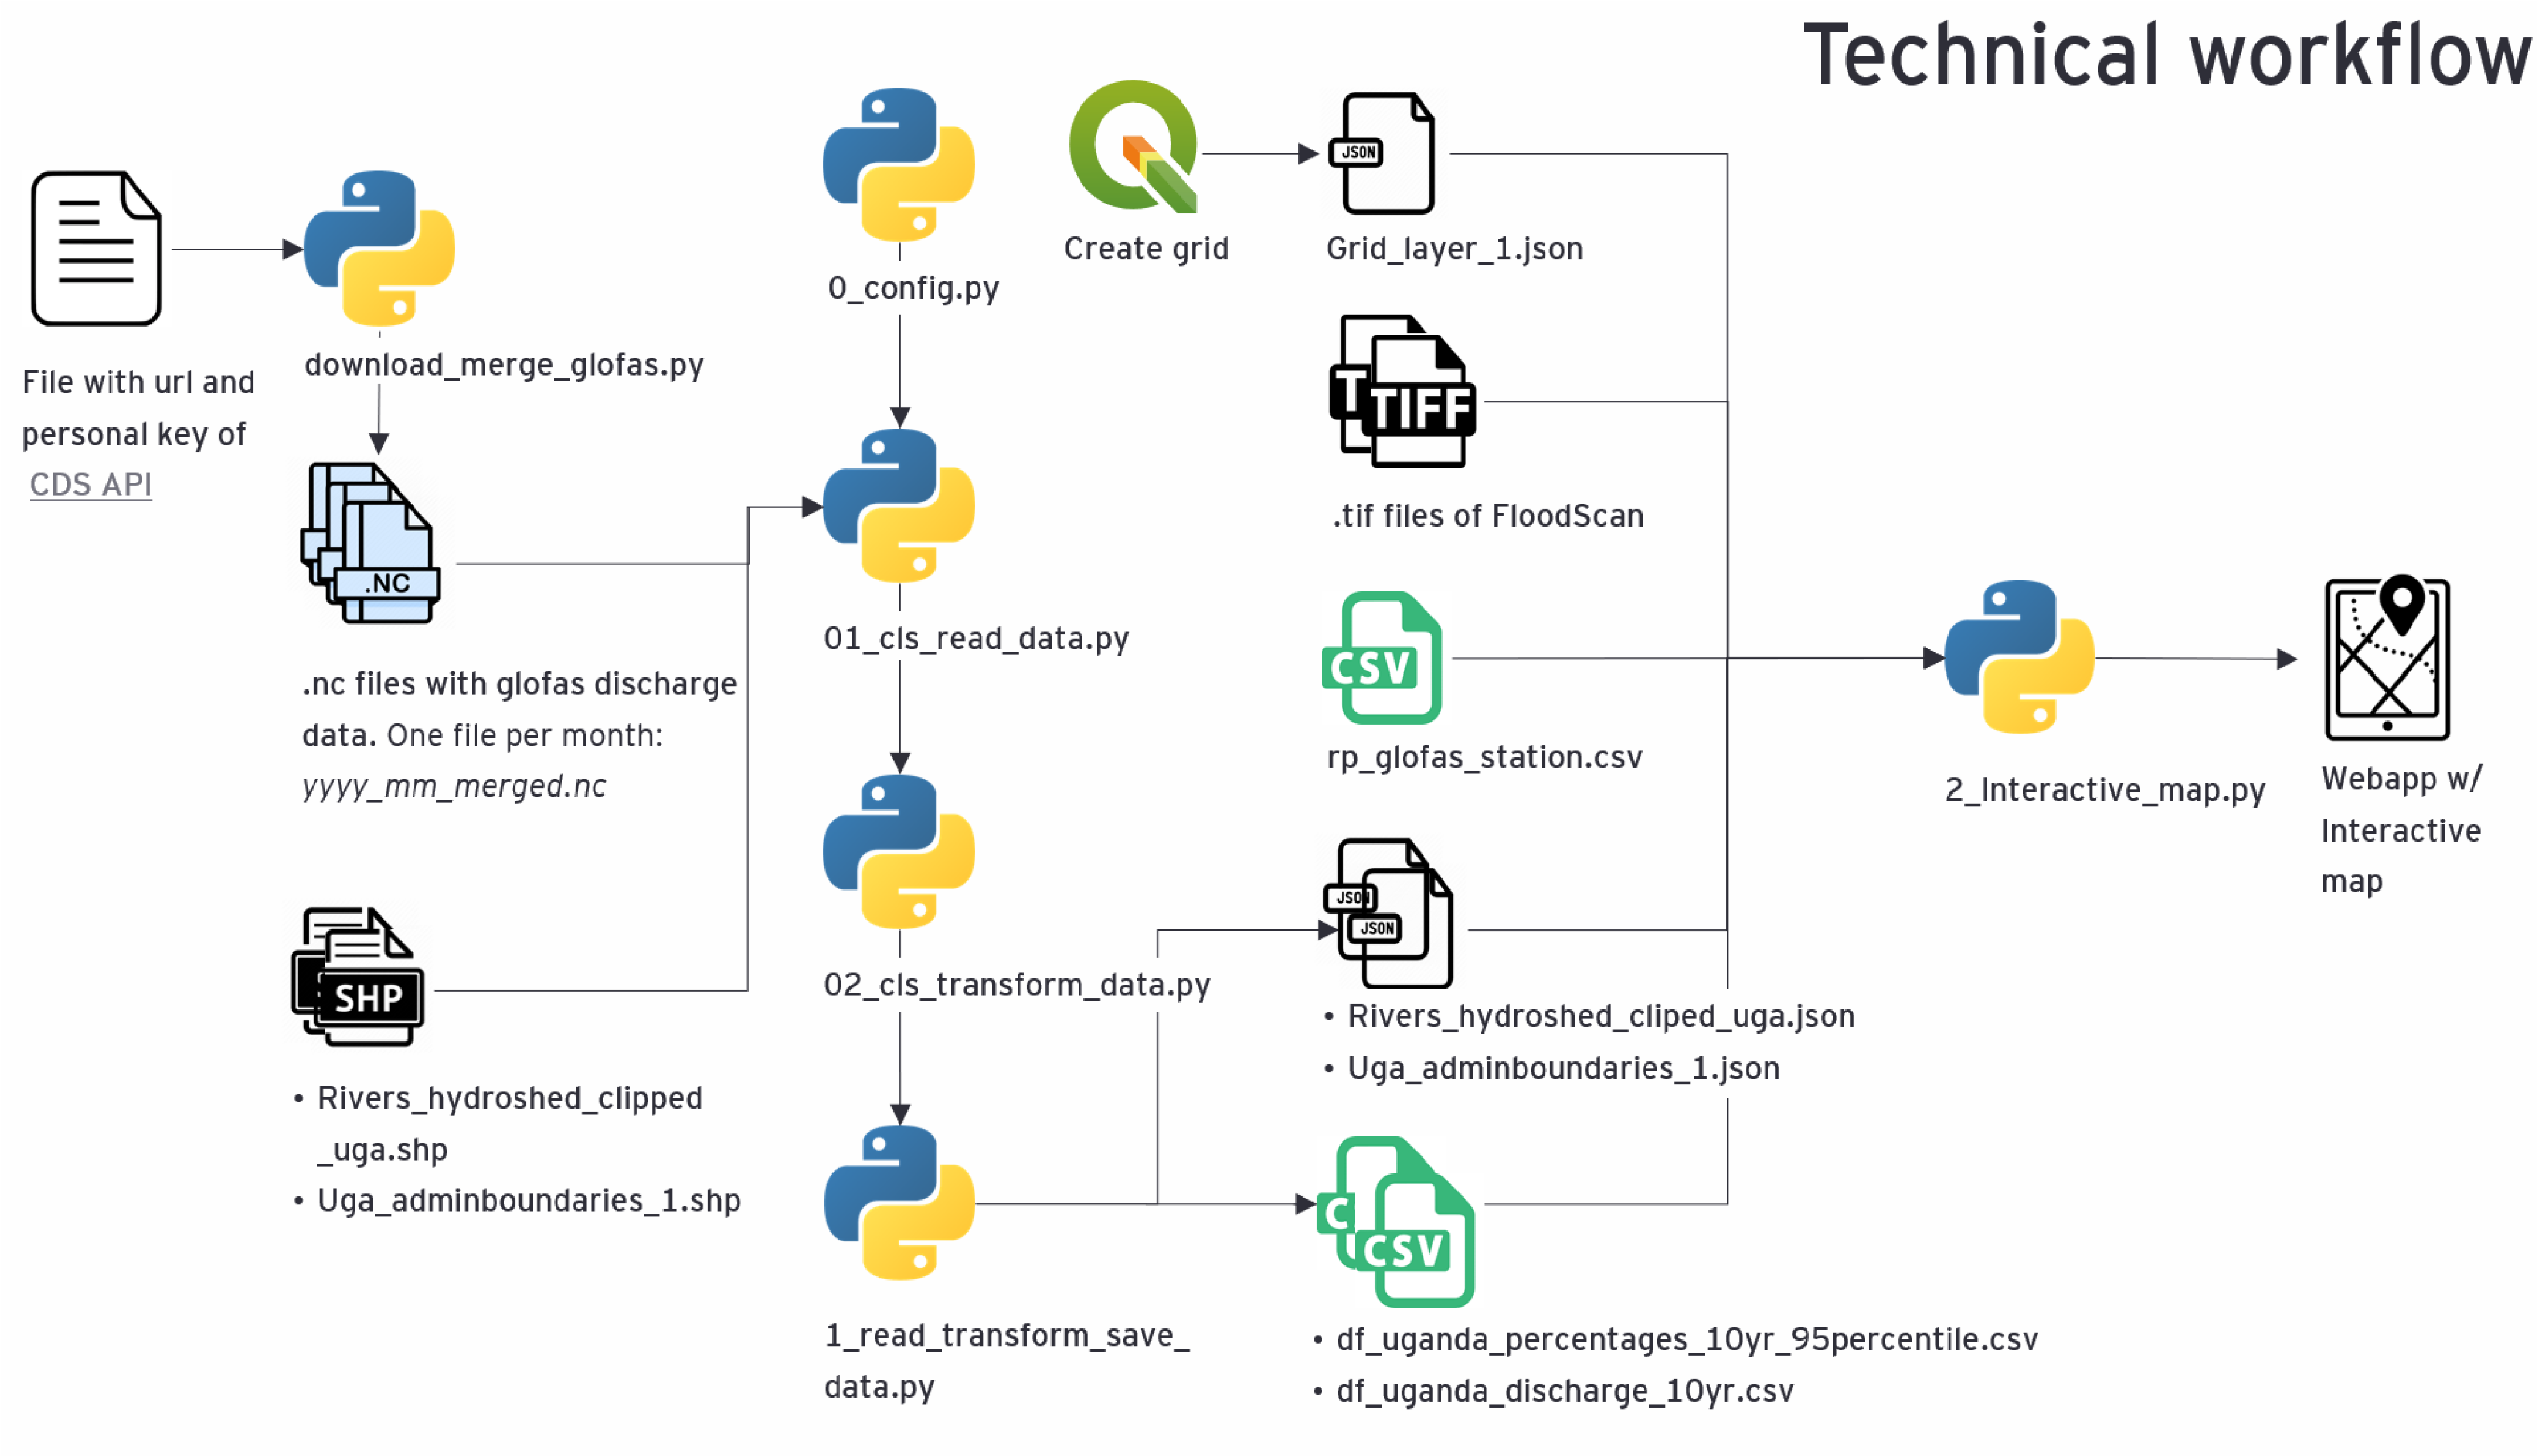 Technical workflow
File with url and
personal key of
CDS API
download_merge_glofas.py
.NC
.nc files with glofas discharge
data. One file per month:
yyyy_mm_merged.nc
SHP
• Rivers_hydroshed_clipped
_uga.shp
• Uga_adminboundaries_1.shp
0_config.py
01_cls_read_data.py
02_cls_transform_data.py
1_read_transform_save_
data.py
Create grid
JSON
Grid_layer_1.json
T
TIFF
.tif files of FloodScan
CSV
rp_glofas_station.csv
JSON
JSON
• Rivers_hydroshed_cliped_uga.json
• Uga_adminboundaries_1.json
C
CSV
• df_uganda_percentages_10yr_95percentile.csv
• df_uganda_discharge_10yr.csv
2_Interactive_map.py
Webapp w/
Interactive
map